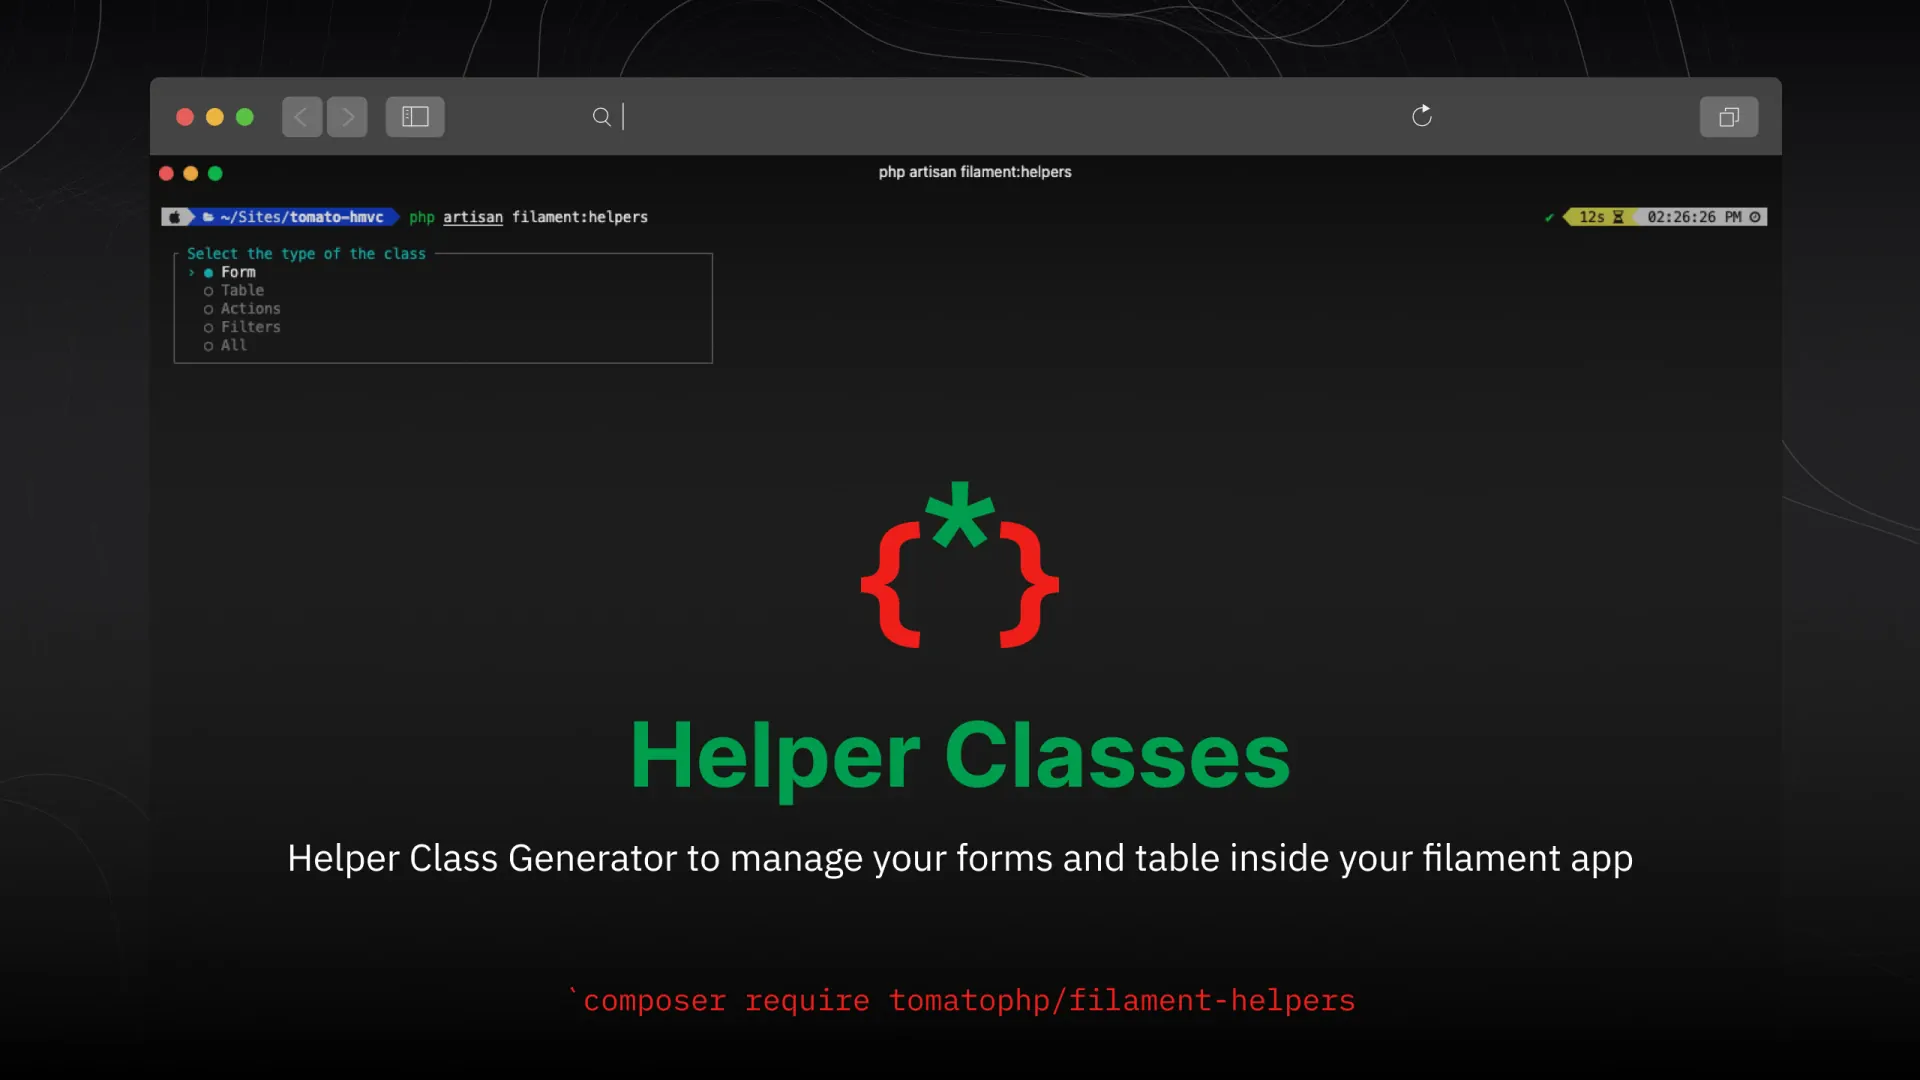 php artisan filament:helpers
~/Sites/tomato-hmvc php artisan filament:helpers ✔ 12s 02:26:26 PM
Select the type of the class
› ● Form
○ Table
○ Actions
○ Filters
○ All
{*}
Helper Classes
Helper Class Generator to manage your forms and table inside your filament app
`composer require tomatophp/filament-helpers